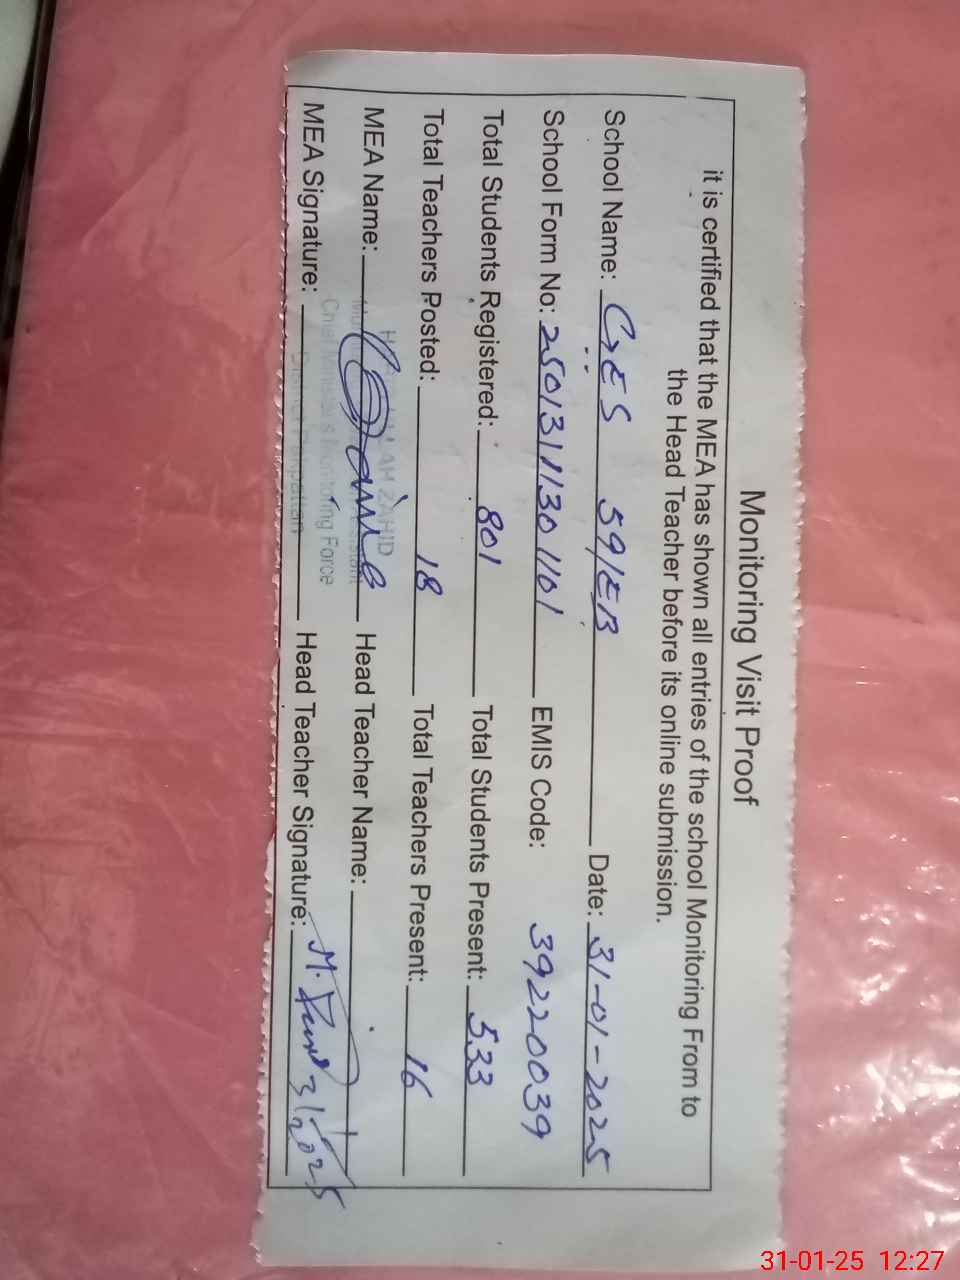 Monitoring Visit Proof
it is certified that the MEA has shown all entries of the school Monitoring From to
the Head Teacher before its online submission.
School Name: GES 59/EB Date: 31-01-2025
School Form No: 2501311301101 EMIS Code: 39220039
Total Students Registered: 801 Total Students Present: 533
Total Teachers Posted: 18 Total Teachers Present: 16
MEA Name: Head Teacher Name:
MEA Signature: Head Teacher Signature:
ZAHID
Chief Minister's Monitoring Force
District Pakpattan
31-01-25 12:27